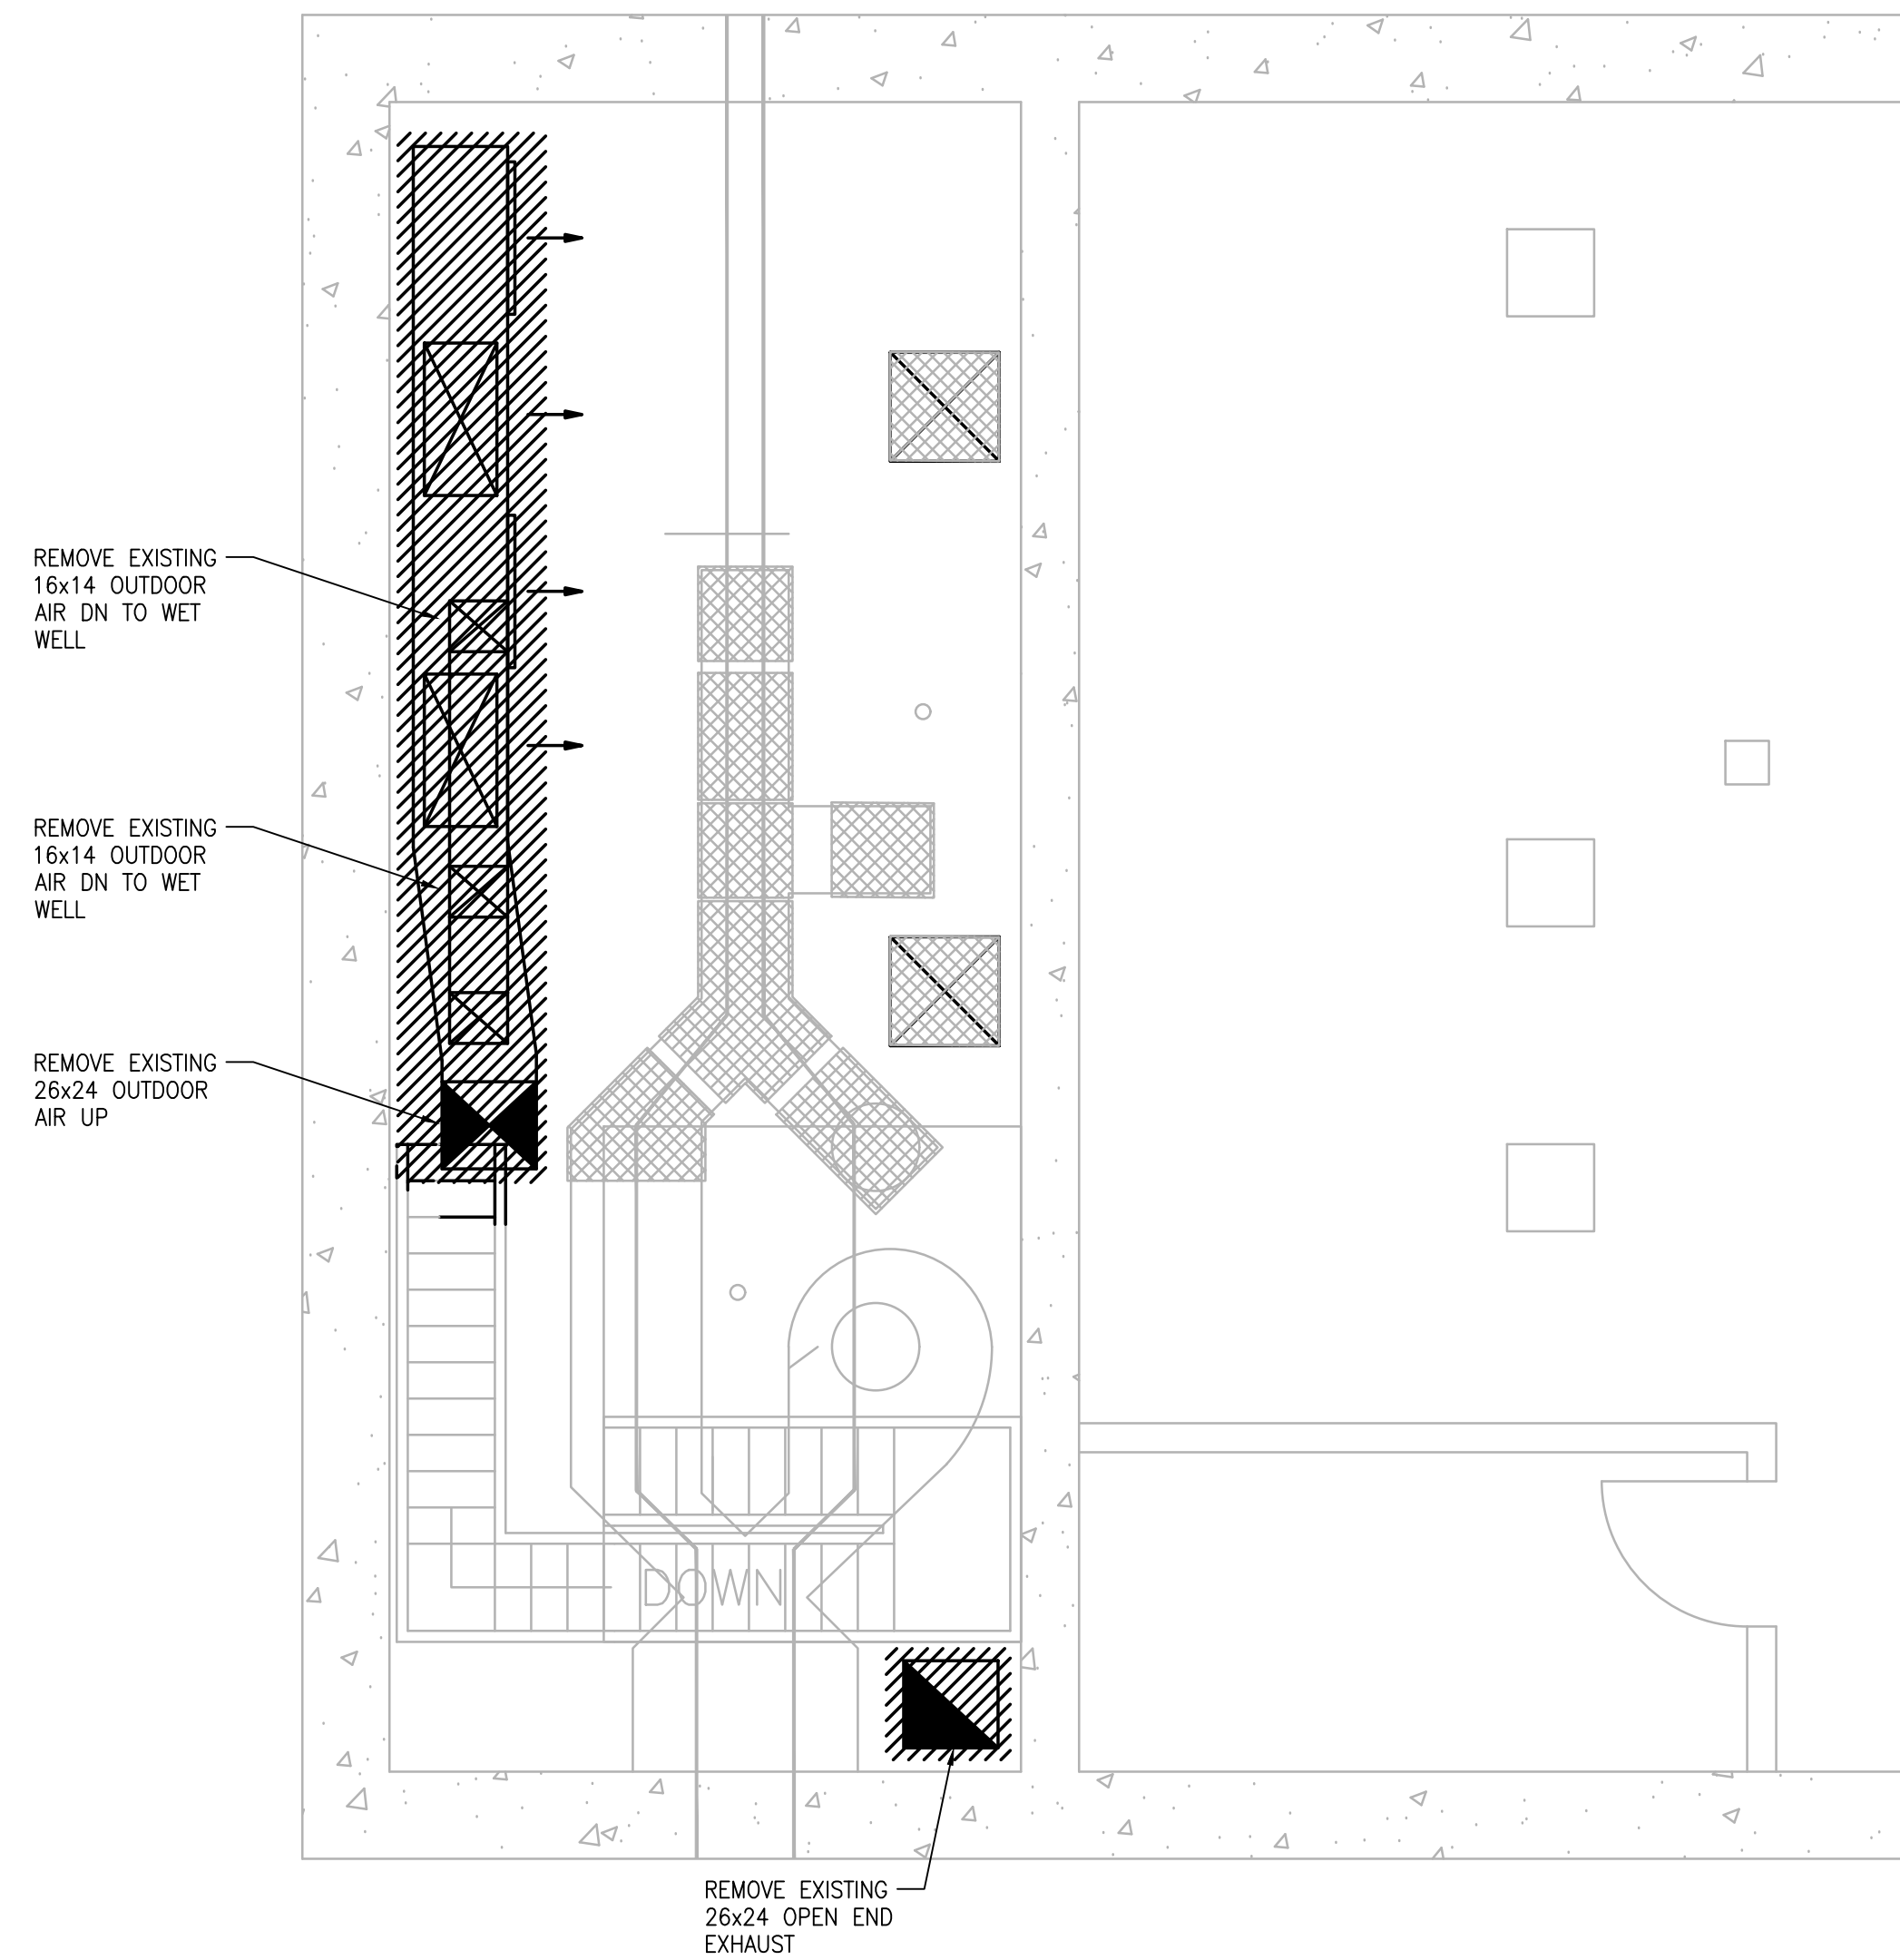 REMOVE EXISTING
16x14 OUTDOOR
AIR DN TO WET
WELL
REMOVE EXISTING
16x14 OUTDOOR
AIR DN TO WET
WELL
REMOVE EXISTING
26x24 OUTDOOR
AIR UP
DOWN
REMOVE EXISTING
26x24 OPEN END
EXHAUST